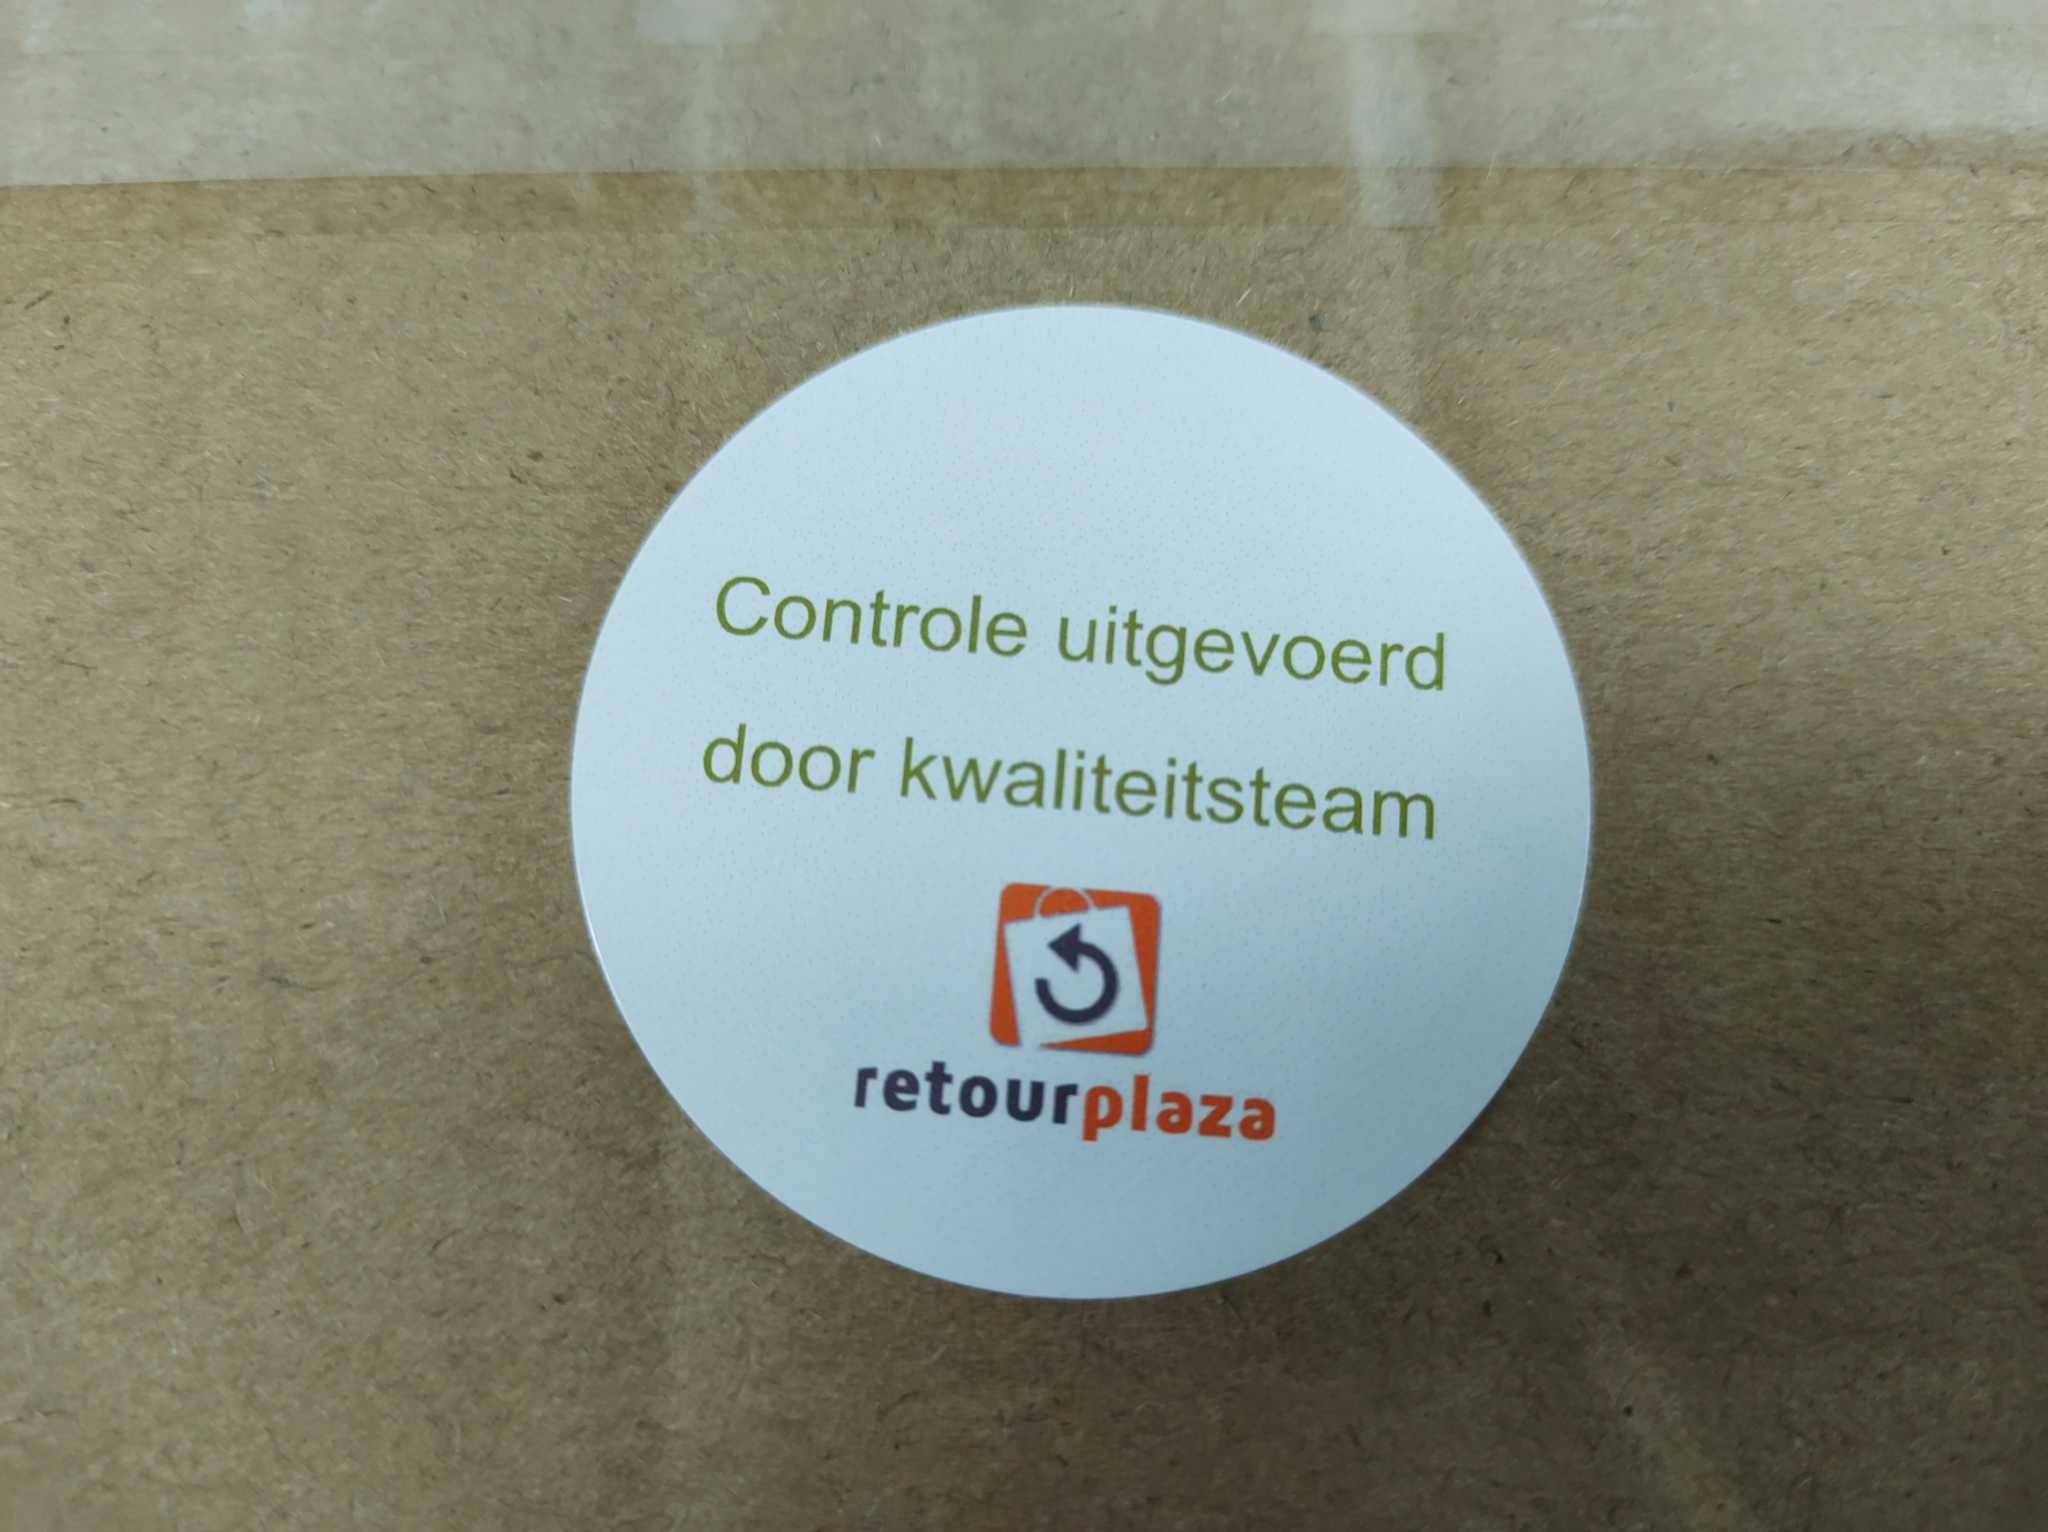 Controle uitgevoerd
door kwaliteitsteam
retourplaza